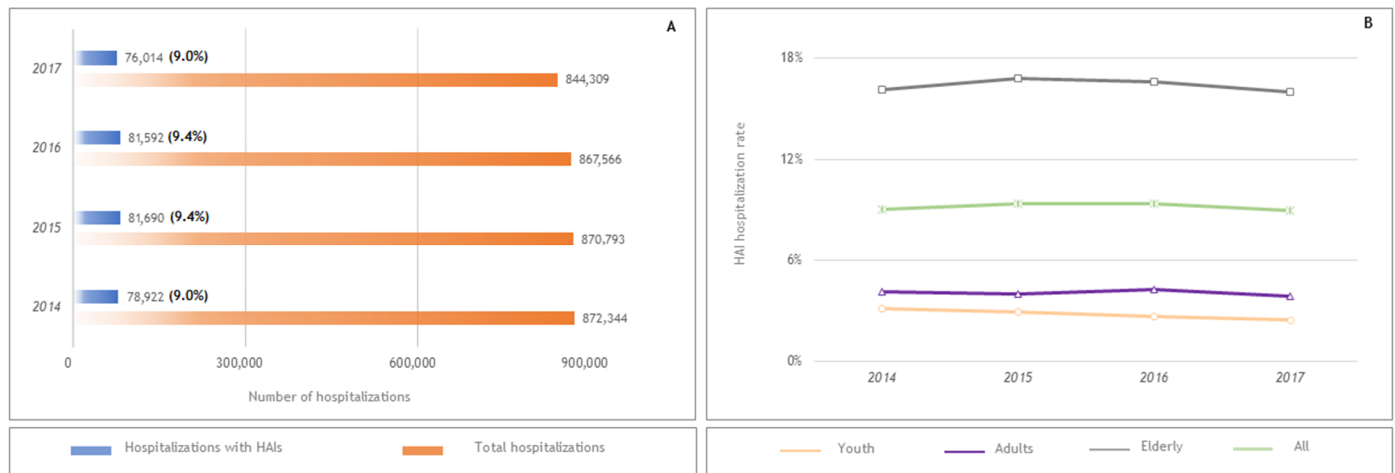 A
2017
76,014 (9.0%)
844,309
2016
81,592 (9.4%)
867,566
2015
81,690 (9.4%)
870,793
2014
78,922 (9.0%)
872,344
0 300,000 600,000 900,000
Number of hospitalizations
Hospitalizations with HAIs Total hospitalizations
B
HAI hospitalization rate
18%
12%
6%
0%
2014 2015 2016 2017
Youth Adults Elderly All